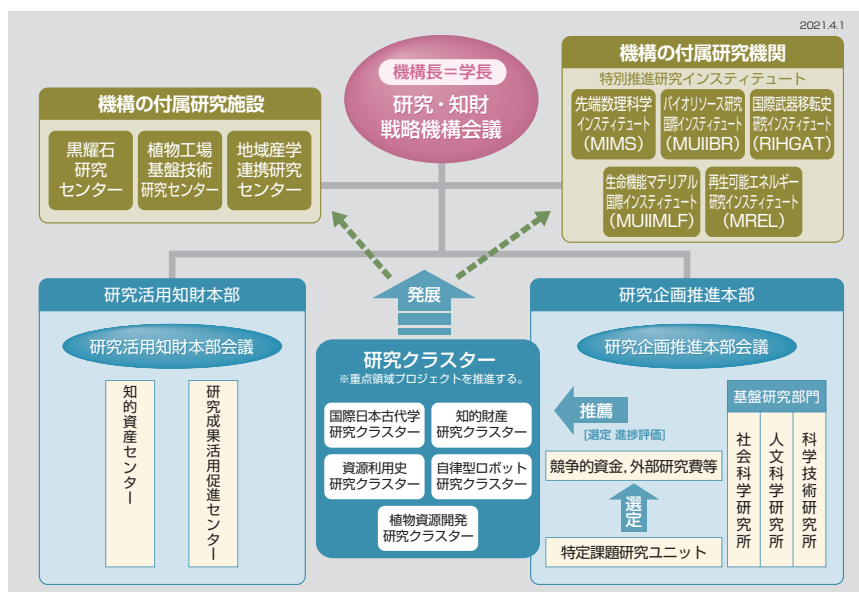 2021.4.1
機構長＝学長
研究・知財
戦略機構会議
機構の付属研究施設
黒耀石
研究
センター
植物工場
基盤技術
研究センター
地域産学
連携研究
センター
機構の付属研究機関
特別推進研究インスティテュート
先端数理科学
インスティテュート
(MIMS)
バイオリソース研究
国際インスティテュート
(MUIIBR)
国際武器移転史
研究インスティテュート
(RIHGAT)
生命機能マテリアル
国際インスティテュート
(MUIIMLF)
再生可能エネルギー
研究インスティテュート
(MREL)
研究活用知財本部
研究活用知財本部会議
知的資産センター
研究成果活用促進センター
発展
研究クラスター
※重点領域プロジェクトを推進する。
国際日本古代学
研究クラスター
知的財産
研究クラスター
資源利用史
研究クラスター
自律型ロボット
研究クラスター
植物資源開発
研究クラスター
研究企画推進本部
研究企画推進本部会議
推薦
[選定 進捗評価]
競争的資金,外部研究費等
選定
特定課題研究ユニット
基盤研究部門
社会科学研究所
人文科学研究所
科学技術研究所